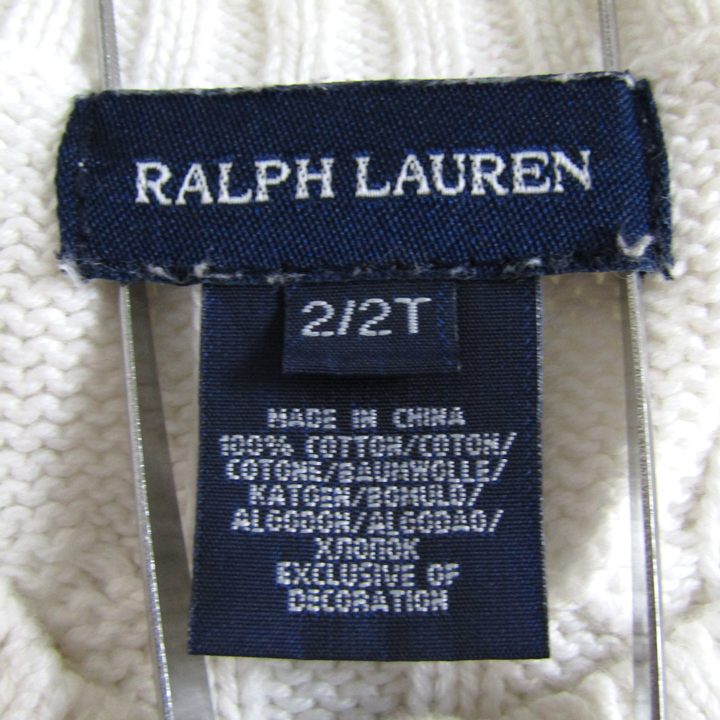 RALPH LAUREN
2/2T
MADE IN CHINA
100% COTTON/COTON/
COTONE/BAUMWOLLE/
KATOEN/BOMULD/
ALGODON/ALGODAO/
ХЛОПОК
EXCLUSIVE OF
DECORATION